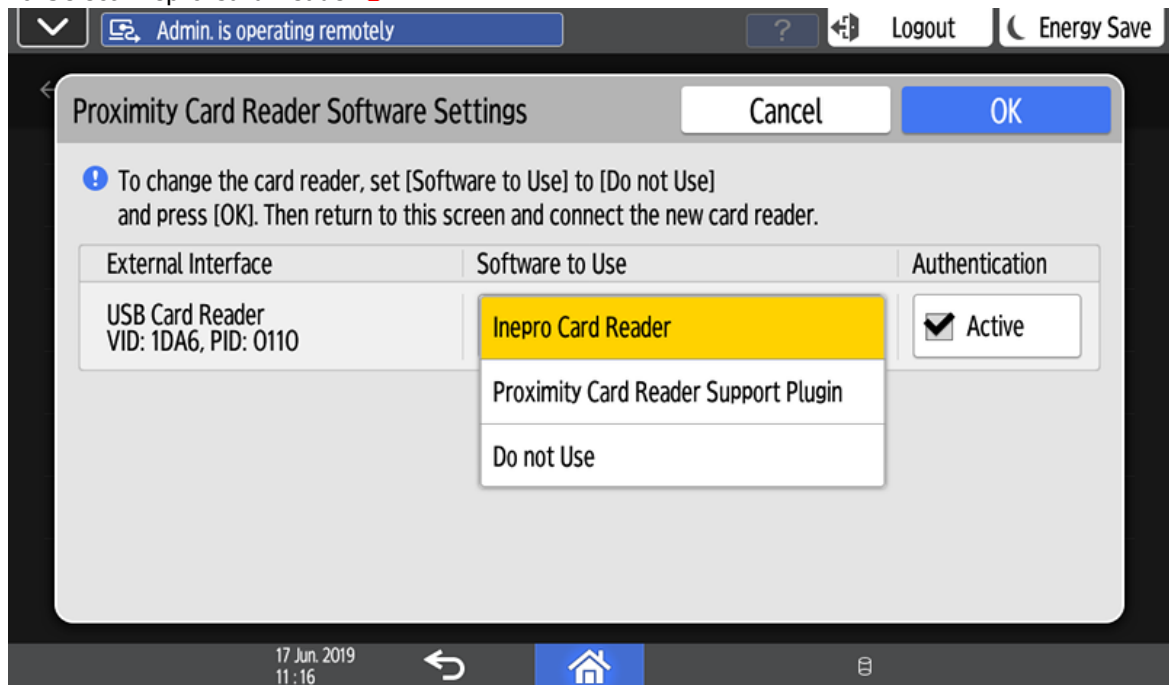 Admin. is operating remotely
?
Logout
Energy Save
Proximity Card Reader Software Settings
Cancel
OK
To change the card reader, set [Software to Use] to [Do not Use]
and press [OK]. Then return to this screen and connect the new card reader.
External Interface
Software to Use
Authentication
USB Card Reader
VID: 1DA6, PID: 0110
Inepro Card Reader
Active
Proximity Card Reader Support Plugin
Do not Use
17 Jun. 2019
11 : 16